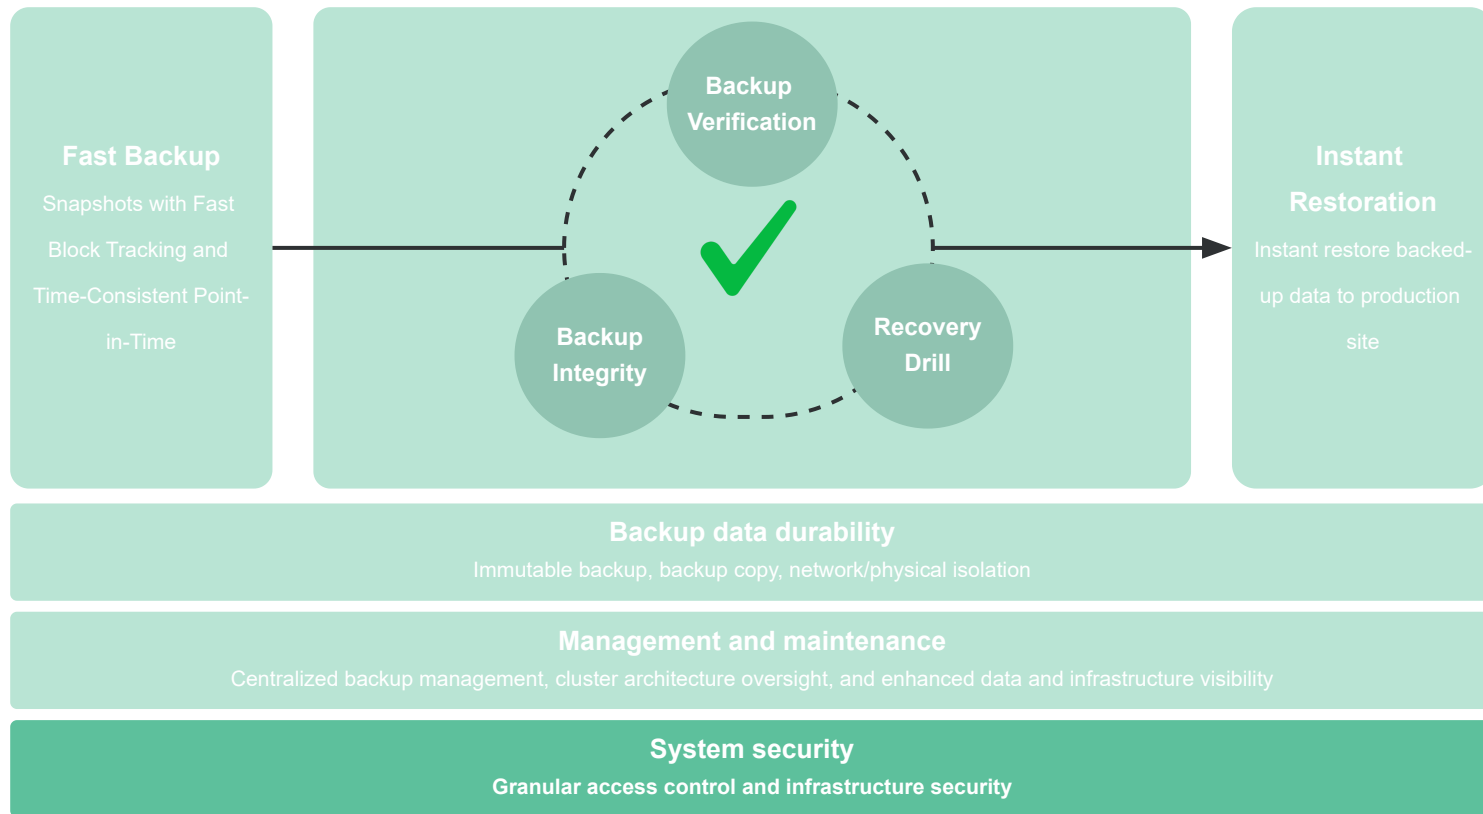 Fast Backup
Snapshots with Fast
Block Tracking and
Time-Consistent Point-
in-Time
Backup
Verification
Backup
Integrity
Recovery
Drill
Instant
Restoration
Instant restore backed-
up data to production
site
Backup data durability
Immutable backup, backup copy, network/physical isolation
Management and maintenance
Centralized backup management, cluster architecture oversight, and enhanced data and infrastructure visibility
System security
Granular access control and infrastructure security